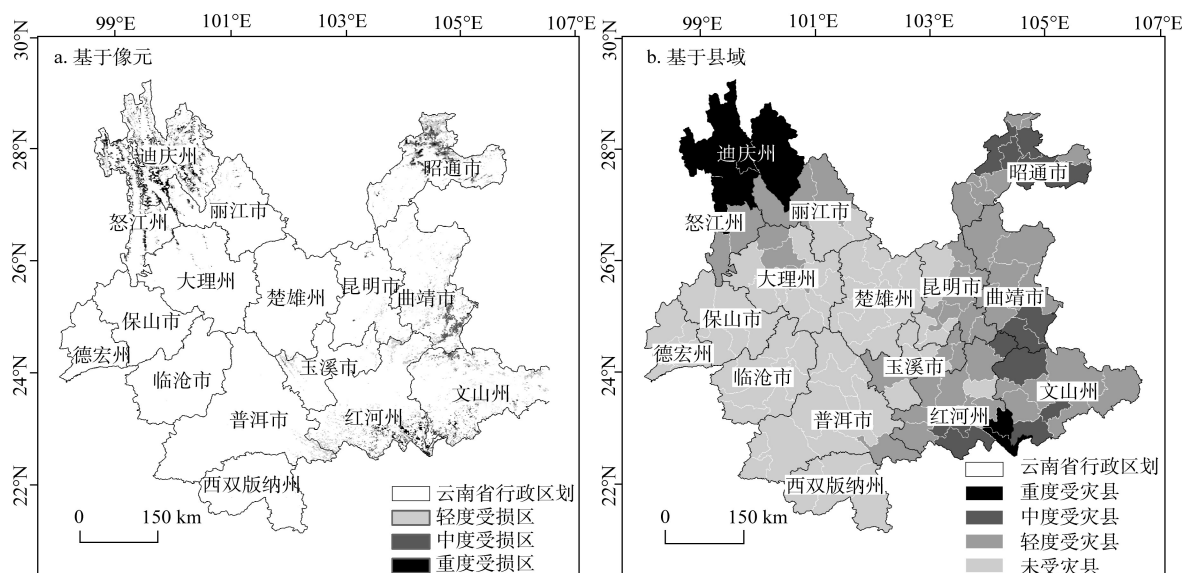 99°E 101°E 103°E 105°E 107°E
30°N
28°N
26°N
24°N
22°N
a. 基于像元
迪庆州
昭通市
怒江州
丽江市
大理州
楚雄州
昆明市
曲靖市
保山市
德宏州
临沧市
玉溪市
文山州
普洱市
红河州
西双版纳州
云南省行政区划
轻度受损区
中度受损区
重度受损区
0 150 km
99°E 101°E 103°E 105°E 107°E
30°N
28°N
26°N
24°N
22°N
b. 基于县域
迪庆州
昭通市
怒江州
丽江市
大理州
楚雄州
昆明市
曲靖市
保山市
德宏州
临沧市
玉溪市
文山州
普洱市
红河州
西双版纳州
云南省行政区划
重度受灾县
中度受灾县
轻度受灾县
未受灾县
0 150 km